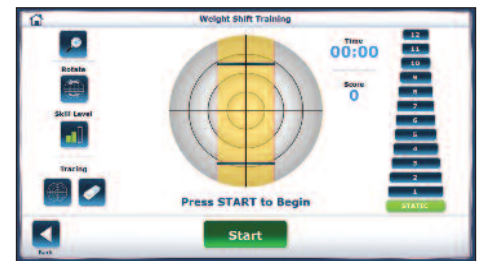 Weight Shift Training
Rotate
Skill Level
Tracing
Back
Press START to Begin
Start
Time
00:00
Score
0
12
11
10
9
8
7
6
5
4
3
2
1
STATIC